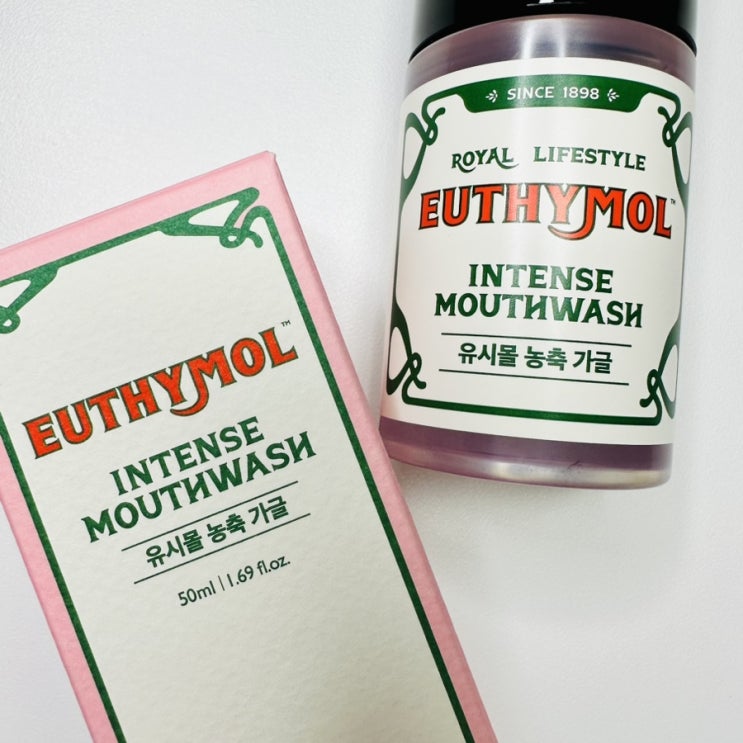 EUTHYMOL™
INTENSE
MOUTHWASH
유시몰 농축 가글
50ml | 1.69 fl.oz.
SINCE 1898
ROYAL LIFESTYLE
EUTHYMOL™
INTENSE
MOUTHWASH
유시몰 농축 가글